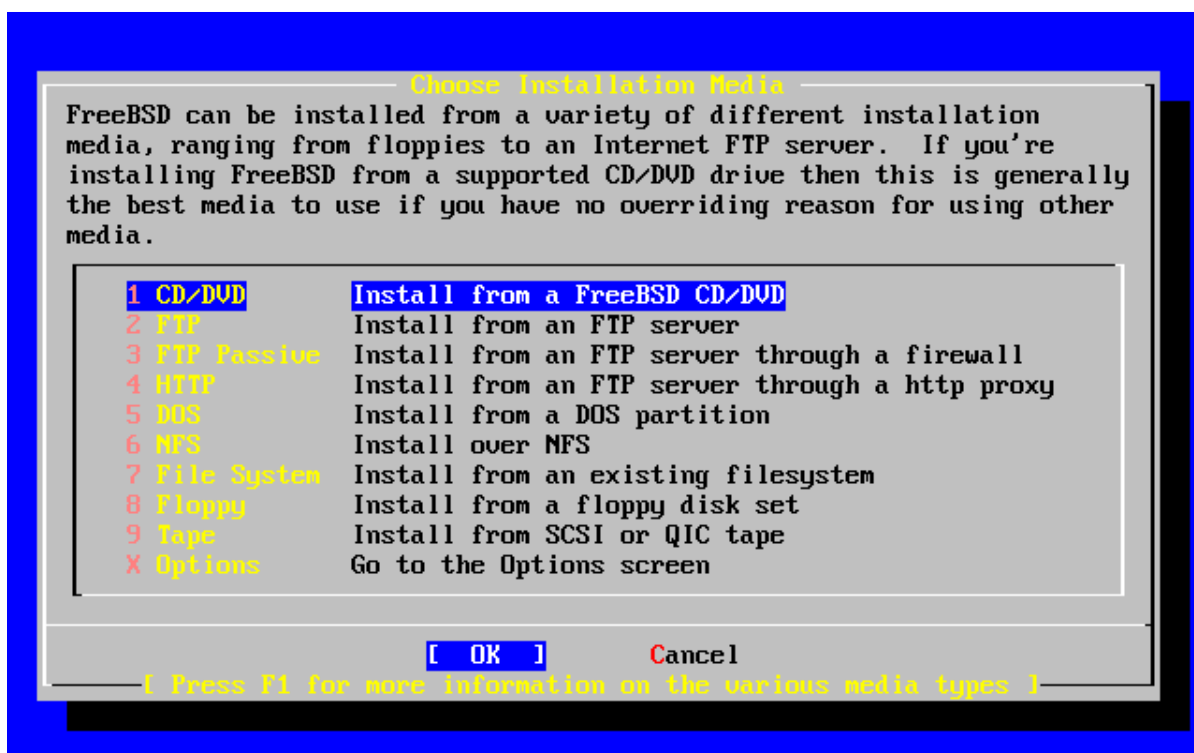 Choose Installation Media
FreeBSD can be installed from a variety of different installation
media, ranging from floppies to an Internet FTP server.  If you're
installing FreeBSD from a supported CD/DVD drive then this is generally
the best media to use if you have no overriding reason for using other
media.
1 CD/DVD Install from a FreeBSD CD/DVD
2 FTP Install from an FTP server
3 FTP Passive Install from an FTP server through a firewall
4 HTTP Install from an FTP server through a http proxy
5 DOS Install from a DOS partition
6 NFS Install over NFS
7 File System Install from an existing filesystem
8 Floppy Install from a floppy disk set
9 Tape Install from SCSI or QIC tape
X Options Go to the Options screen
[ OK ] Cancel
[ Press F1 for more information on the various media types ]